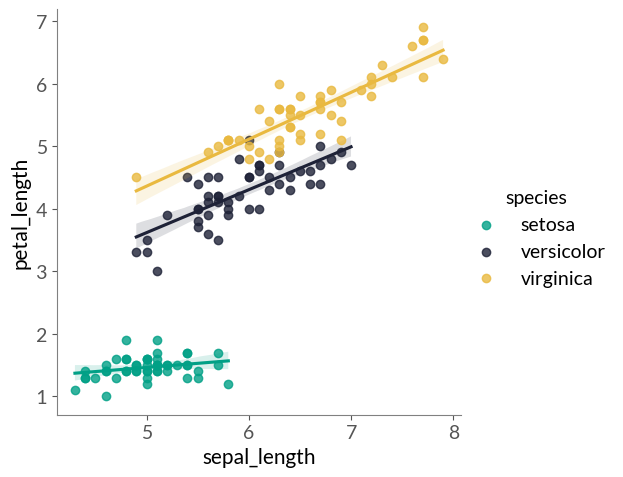 7
6
5
4
3
2
1
petal_length
5 6 7 8
sepal_length
species
setosa
versicolor
virginica